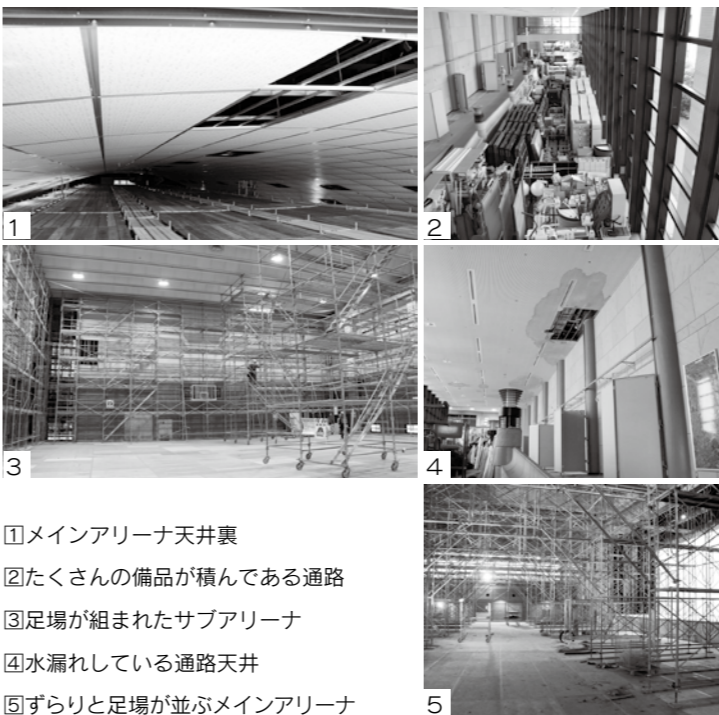 1
2
3
4
5
1メインアリーナ天井裏
2たくさんの備品が積んである通路
3足場が組まれたサブアリーナ
4水漏れしている通路天井
5ずらりと足場が並ぶメインアリーナ